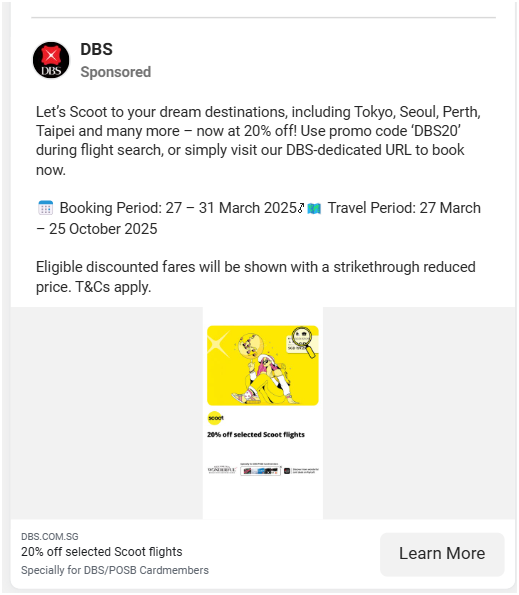 DBS
DBS
Sponsored
Let's Scoot to your dream destinations, including Tokyo, Seoul, Perth,
Taipei and many more – now at 20% off! Use promo code 'DBS20'
during flight search, or simply visit our DBS-dedicated URL to book
now.
Booking Period: 27 – 31 March 2025 Travel Period: 27 March
– 25 October 2025
Eligible discounted fares will be shown with a strikethrough reduced
price. T&Cs apply.
scoot
20% off selected Scoot flights
DBS.COM.SG
20% off selected Scoot flights
Specially for DBS/POSB Cardmembers
Learn More